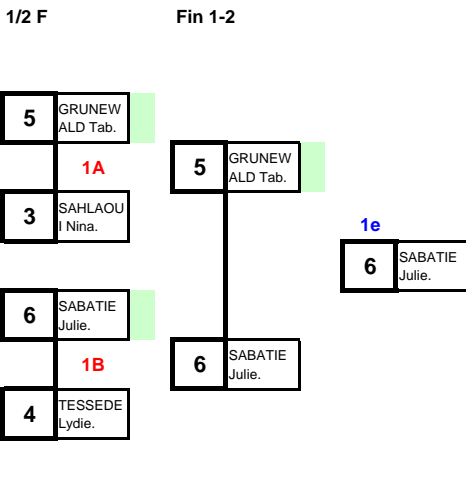 1/2 F Fin 1-2
5 GRUNEW
ALD Tab.
1A
3 SAHLAOU
I Nina.
5 GRUNEW
ALD Tab.
1e
6 SABATIE
Julie.
6 SABATIE
Julie.
1B
4 TESSEDE
Lydie.
6 SABATIE
Julie.